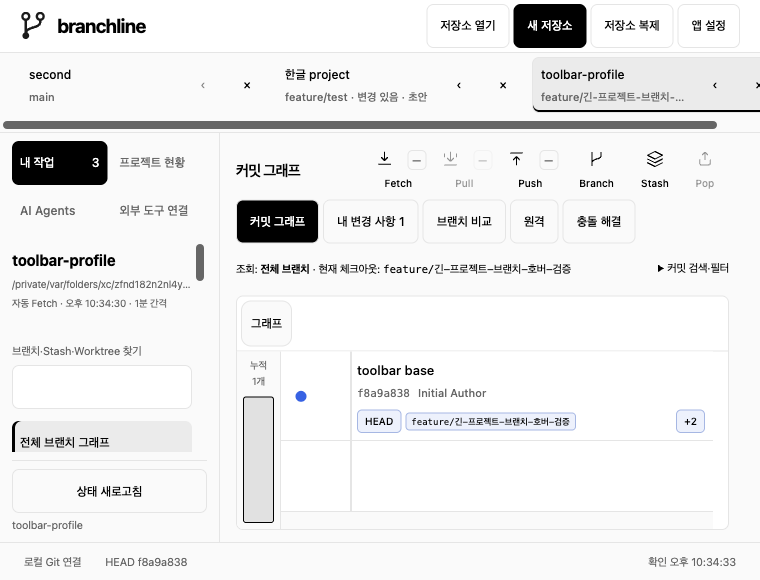 branchline
저장소 열기
새 저장소
저장소 복제
앱 설정
second
main
한글 project
feature/test · 변경 있음 · 초안
toolbar-profile
feature/긴-프로젝트-브랜치-...
내 작업 3
프로젝트 현황
AI Agents
외부 도구 연결
toolbar-profile
/private/var/folders/xc/zfnd182n2nl4y...
자동 Fetch · 오후 10:34:30 · 1분 간격
브랜치·Stash·Worktree 찾기
전체 브랜치 그래프
상태 새로고침
toolbar-profile
커밋 그래프
Fetch
Pull
Push
Branch
Stash
Pop
커밋 그래프
내 변경 사항 1
브랜치 비교
원격
충돌 해결
조회: 전체 브랜치 · 현재 체크아웃: feature/긴-프로젝트-브랜치-호버-검증
▶ 커밋 검색·필터
그래프
누적
1개
toolbar base
f8a9a838 Initial Author
HEAD feature/긴-프로젝트-브랜치-호버-검증 +2
로컬 Git 연결
HEAD f8a9a838
확인 오후 10:34:33